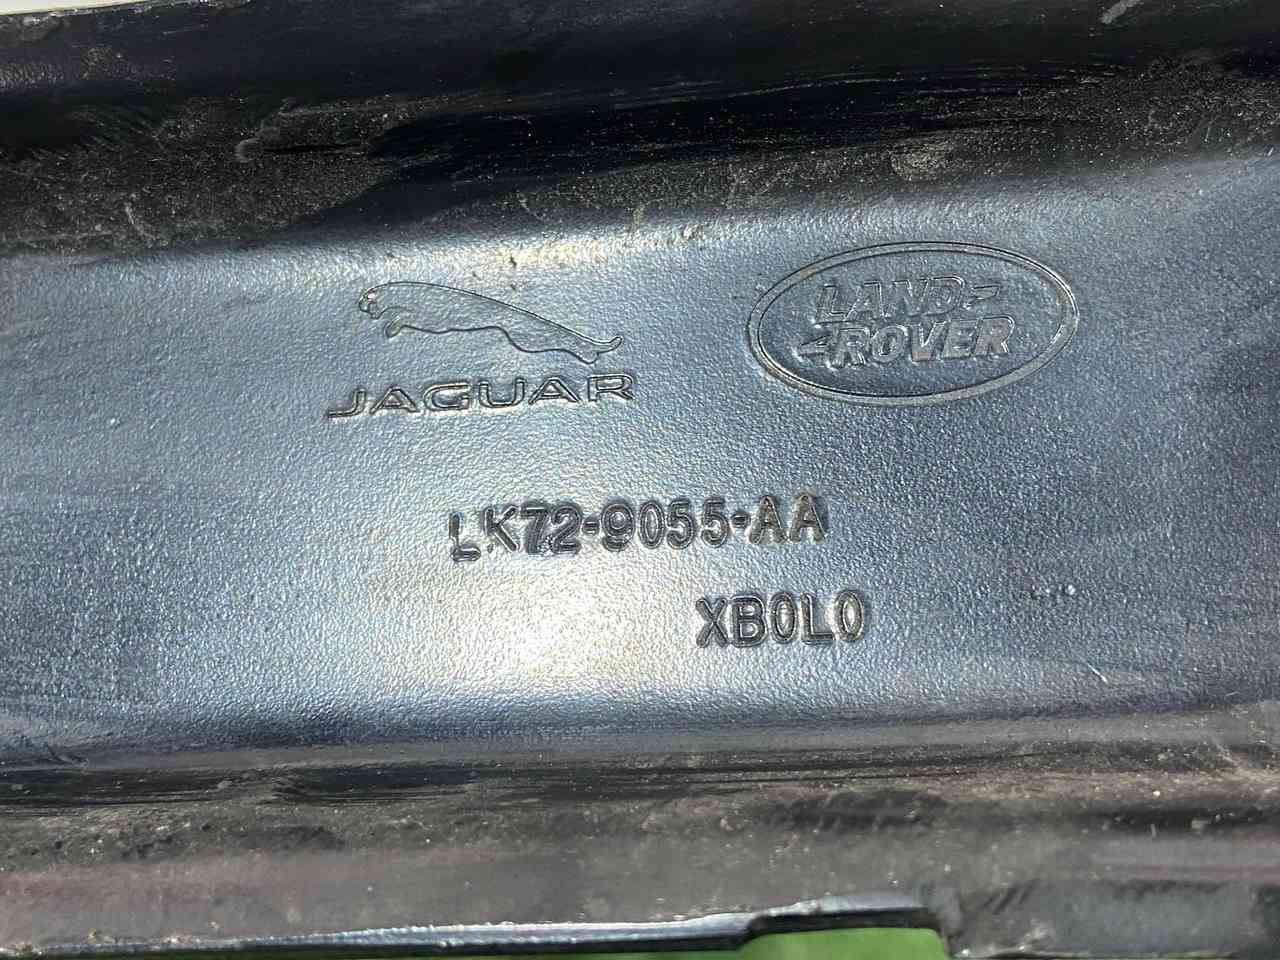 JAGUAR
LAND-
-ROVER
LK72-9055-AA
XB0L0